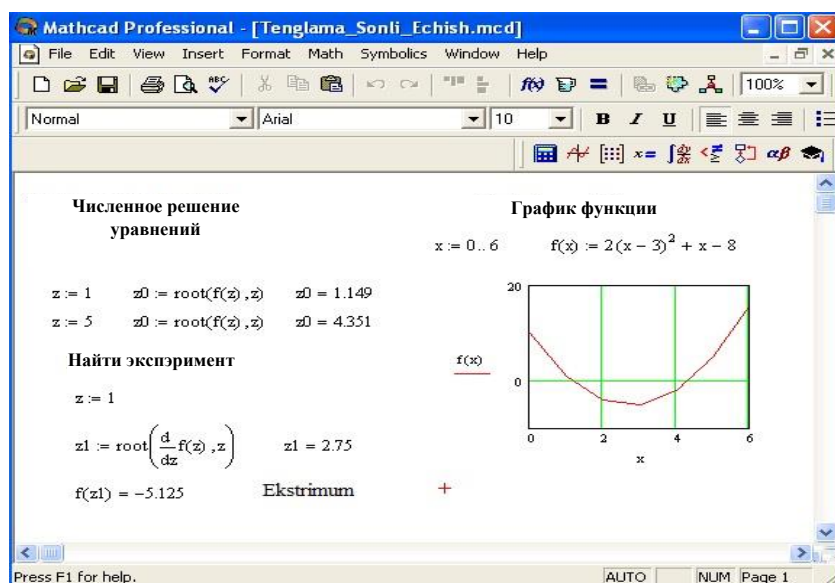 Mathcad Professional - [Tenglama_Sonli_Echish.mcd]
File Edit View Insert Format Math Symbolics Window Help
100%
Normal Arial 10 B I U
Численное решение
уравнений
График функции
x := 0.. 6 f(x) := 2(x − 3)² + x − 8
z := 1 z0 := root(f(z) ,z) z0 = 1.149
z := 5 z0 := root(f(z) ,z) z0 = 4.351
Найти экспэримент
z := 1
z1 := root(d/dz f(z) ,z) z1 = 2.75
f(z1) = −5.125 Ekstrimum
20
f(x)
0
0 2 4 6
x
Press F1 for help. AUTO NUM Page 1